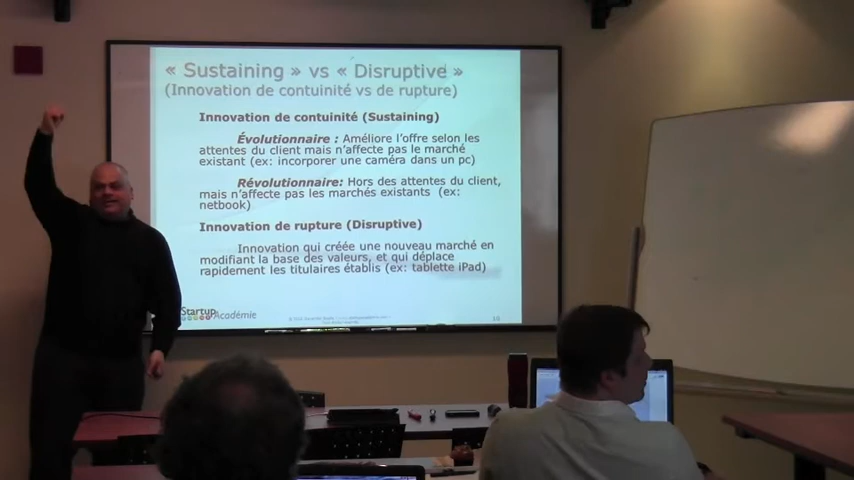 « Sustaining » vs « Disruptive »
(Innovation de contuinité vs de rupture)
Innovation de contuinité (Sustaining)
Évolutionnaire : Améliore l'offre selon les
attentes du client mais n'affecte pas le marché
existant (ex: incorporer une caméra dans un pc)
Révolutionnaire: Hors des attentes du client,
mais n'affecte pas les marchés existants (ex:
netbook)
Innovation de rupture (Disruptive)
Innovation qui créée une nouveau marché en
modifiant la base des valeurs, et qui déplace
rapidement les titulaires établis (ex: tablette iPad)
Startup Académie
16